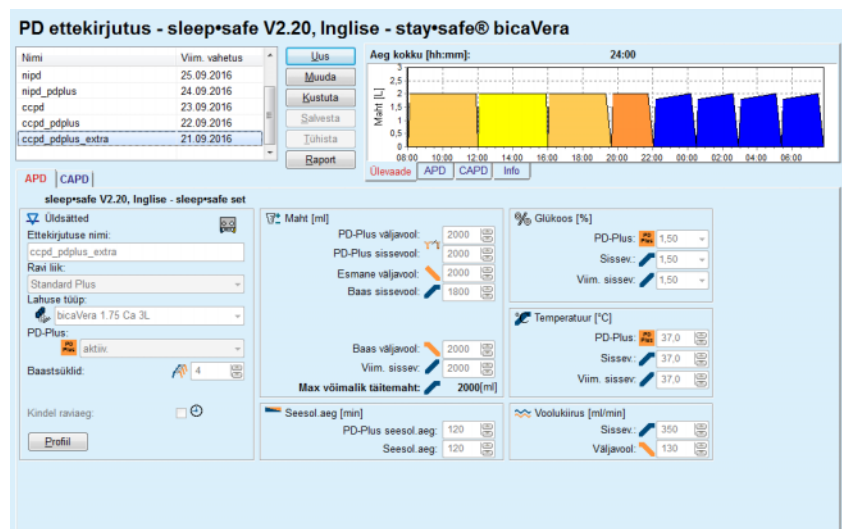 PD ettekirjutus - sleep•safe V2.20, Inglise - stay•safe® bicaVera
Nimi Viim. vahetus
nipd 25.09.2016
nipd_pdplus 24.09.2016
ccpd 23.09.2016
ccpd_pdplus 22.09.2016
ccpd_pdplus_extra 21.09.2016
Uus
Muuda
Kustuta
Salvesta
Tühista
Raport
Aeg kokku [hh:mm]: 24:00
Maht [L]
3
2,5
2
1,5
1
0,5
0
08:00 10:00 12:00 14:00 16:00 18:00 20:00 22:00 00:00 02:00 04:00 06:00
Ülevaade APD CAPD Info
APD CAPD
sleep•safe V2.20, Inglise - sleep•safe set
Üldsätted
Ettekirjutuse nimi:
ccpd_pdplus_extra
Ravi liik:
Standard Plus
Lahuse tüüp:
bicaVera 1.75 Ca 3L
PD-Plus:
PD Plus aktiiv.
Baastsüklid: 4
Kindel raviaeg:
Profiil
Maht [ml]
PD-Plus väljavool: 2000
PD-Plus sissevool: 2000
Esmane väljavool: 2000
Baas sissevool: 1800
Baas väljavool: 2000
Viim. sissev: 2000
Max võimalik täitemaht: 2000[ml]
Seesol.aeg [min]
PD-Plus seesol.aeg: 120
Seesol.aeg: 120
Glükoos [%]
PD-Plus: PD Plus 1,50
Sissev.: 1,50
Viim. sissev: 1,50
Temperatuur [°C]
PD-Plus: PD Plus 37,0
Sissev.: 37,0
Viim. sissev: 37,0
Voolukiirus [ml/min]
Sissev.: 350
Väljavool: 130